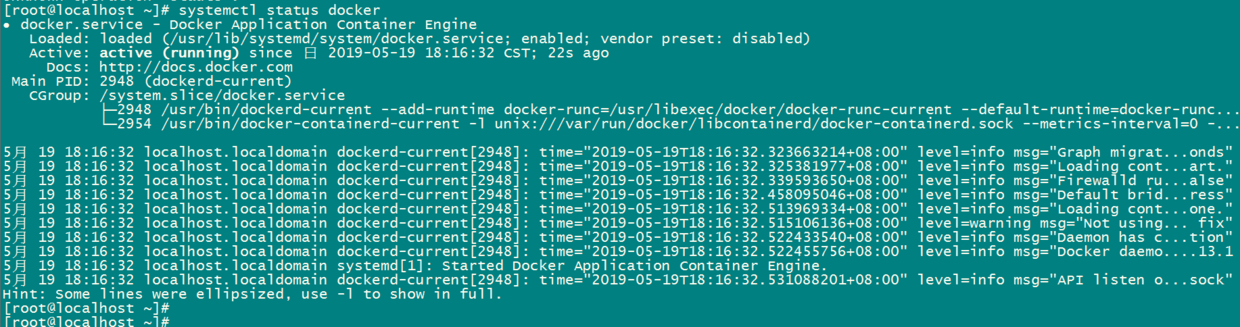 [root@localhost ~]# systemctl status docker
● docker.service - Docker Application Container Engine
   Loaded: loaded (/usr/lib/systemd/system/docker.service; enabled; vendor preset: disabled)
   Active: active (running) since 日 2019-05-19 18:16:32 CST; 22s ago
     Docs: http://docs.docker.com
 Main PID: 2948 (dockerd-current)
   CGroup: /system.slice/docker.service
           ├─2948 /usr/bin/dockerd-current --add-runtime docker-runc=/usr/libexec/docker/docker-runc-current --default-runtime=docker-runc...
           └─2954 /usr/bin/docker-containerd-current -l unix:///var/run/docker/libcontainerd/docker-containerd.sock --metrics-interval=0 -...
5月 19 18:16:32 localhost.localdomain dockerd-current[2948]: time="2019-05-19T18:16:32.323663214+08:00" level=info msg="Graph migrat...onds"
5月 19 18:16:32 localhost.localdomain dockerd-current[2948]: time="2019-05-19T18:16:32.325381977+08:00" level=info msg="Loading cont...art."
5月 19 18:16:32 localhost.localdomain dockerd-current[2948]: time="2019-05-19T18:16:32.339593650+08:00" level=info msg="Firewalld ru...alse"
5月 19 18:16:32 localhost.localdomain dockerd-current[2948]: time="2019-05-19T18:16:32.458095046+08:00" level=info msg="Default brid...ress"
5月 19 18:16:32 localhost.localdomain dockerd-current[2948]: time="2019-05-19T18:16:32.513969334+08:00" level=info msg="Loading cont...one."
5月 19 18:16:32 localhost.localdomain dockerd-current[2948]: time="2019-05-19T18:16:32.515106136+08:00" level=warning msg="Not using... fix"
5月 19 18:16:32 localhost.localdomain dockerd-current[2948]: time="2019-05-19T18:16:32.522433540+08:00" level=info msg="Daemon has c...tion"
5月 19 18:16:32 localhost.localdomain dockerd-current[2948]: time="2019-05-19T18:16:32.522455756+08:00" level=info msg="Docker daemo....13.1
5月 19 18:16:32 localhost.localdomain systemd[1]: Started Docker Application Container Engine.
5月 19 18:16:32 localhost.localdomain dockerd-current[2948]: time="2019-05-19T18:16:32.531088201+08:00" level=info msg="API listen o...sock"
Hint: Some lines were ellipsized, use -l to show in full.
[root@localhost ~]#
[root@localhost ~]#